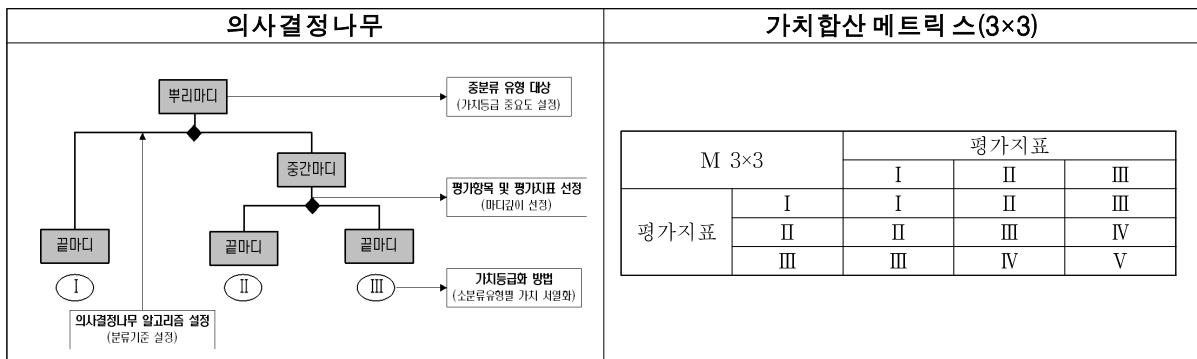 의사결정나무
가치합산 메트릭스(3×3)
뿌리마디
중분류 유형 대상
(가치등급 중요도 설정)
중간마디
평가항목 및 평가지표 선정
(마디깊이 선정)
끝마디
끝마디
끝마디
Ⅰ
Ⅱ
Ⅲ
가치등급화 방법
(소분류유형별 가치 서열화)
의사결정나무 알고리즘 설정
(분류기준 설정)
M 3×3
평가지표
Ⅰ Ⅱ Ⅲ
평가지표
Ⅰ Ⅰ Ⅱ Ⅲ
Ⅱ Ⅱ Ⅲ Ⅳ
Ⅲ Ⅲ Ⅳ Ⅴ